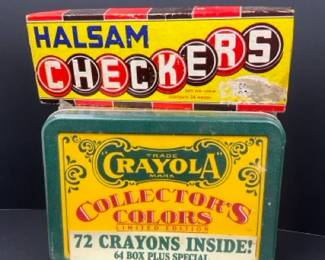 HALSAM
CHECKERS
TRADE
"CRAYOLA"
MARK
COLLECTOR'S
COLORS
LIMITED EDITION
72 CRAYONS INSIDE!
64 BOX PLUS SPECIAL